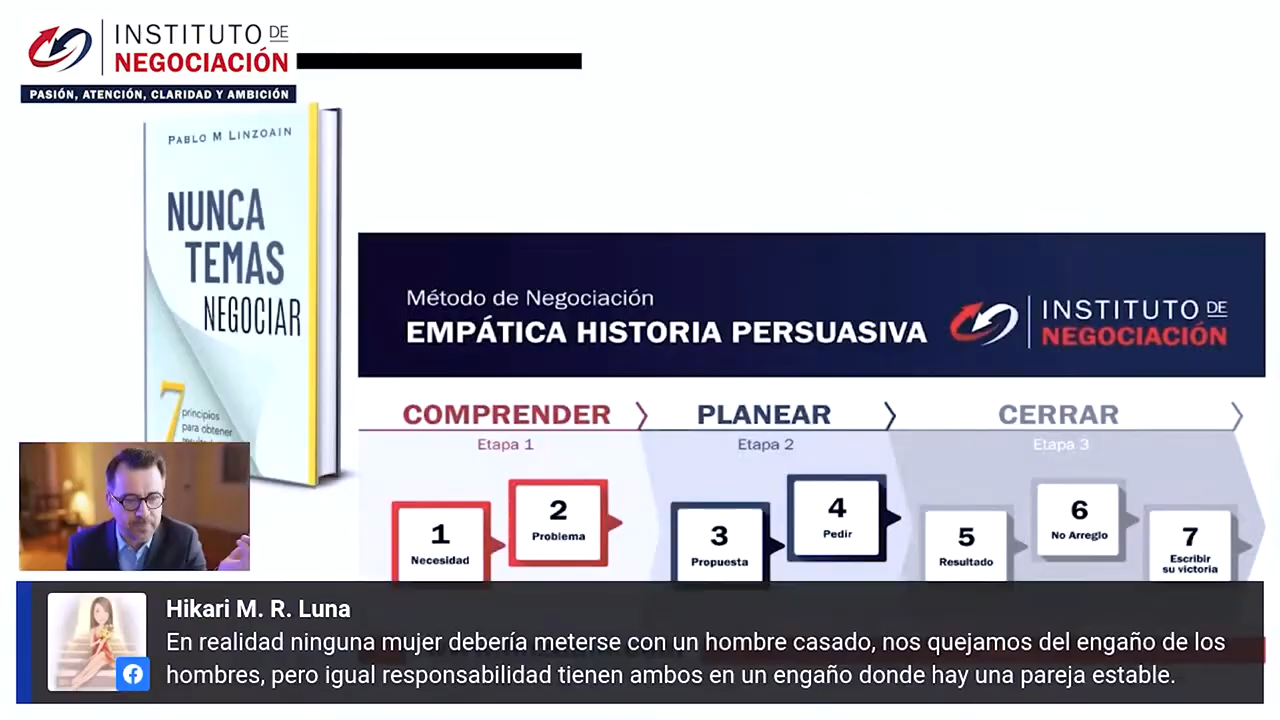 INSTITUTO DE
NEGOCIACIÓN
PASIÓN, ATENCIÓN, CLARIDAD Y AMBICIÓN
PABLO M LINZOAIN
NUNCA
TEMAS
NEGOCIAR
7 principios
para obtener
Método de Negociación
EMPÁTICA HISTORIA PERSUASIVA
INSTITUTO DE
NEGOCIACIÓN
COMPRENDER
Etapa 1
PLANEAR
Etapa 2
CERRAR
Etapa 3
1
Necesidad
2
Problema
3
Propuesta
4
Pedir
5
Resultado
6
No Arreglo
7
Escribir
su victoria
Hikari M. R. Luna
En realidad ninguna mujer debería meterse con un hombre casado, nos quejamos del engaño de los
hombres, pero igual responsabilidad tienen ambos en un engaño donde hay una pareja estable.